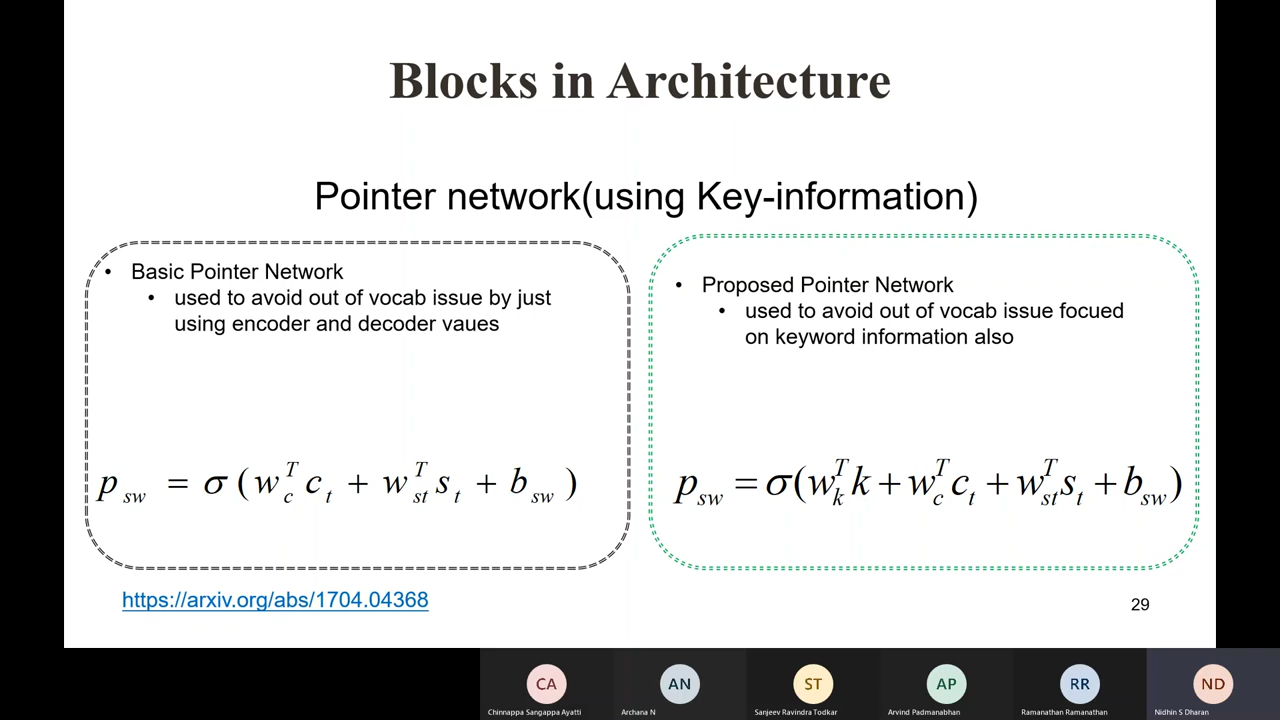 Blocks in Architecture
Pointer network(using Key-information)
• Basic Pointer Network
• used to avoid out of vocab issue by just
using encoder and decoder vaues
p_sw = σ(w_c^T c_t + w_st^T s_t + b_sw)
• Proposed Pointer Network
• used to avoid out of vocab issue focued
on keyword information also
p_sw = σ(w_k^T k + w_c^T c_t + w_st^T s_t + b_sw)
https://arxiv.org/abs/1704.04368
29
CA
Chinnappa Sangappa Ayatti
AN
Archana N
ST
Sanjeev Ravindra Todkar
AP
Arvind Padmanabhan
RR
Ramanathan Ramanathan
ND
Nidhin S Dharan